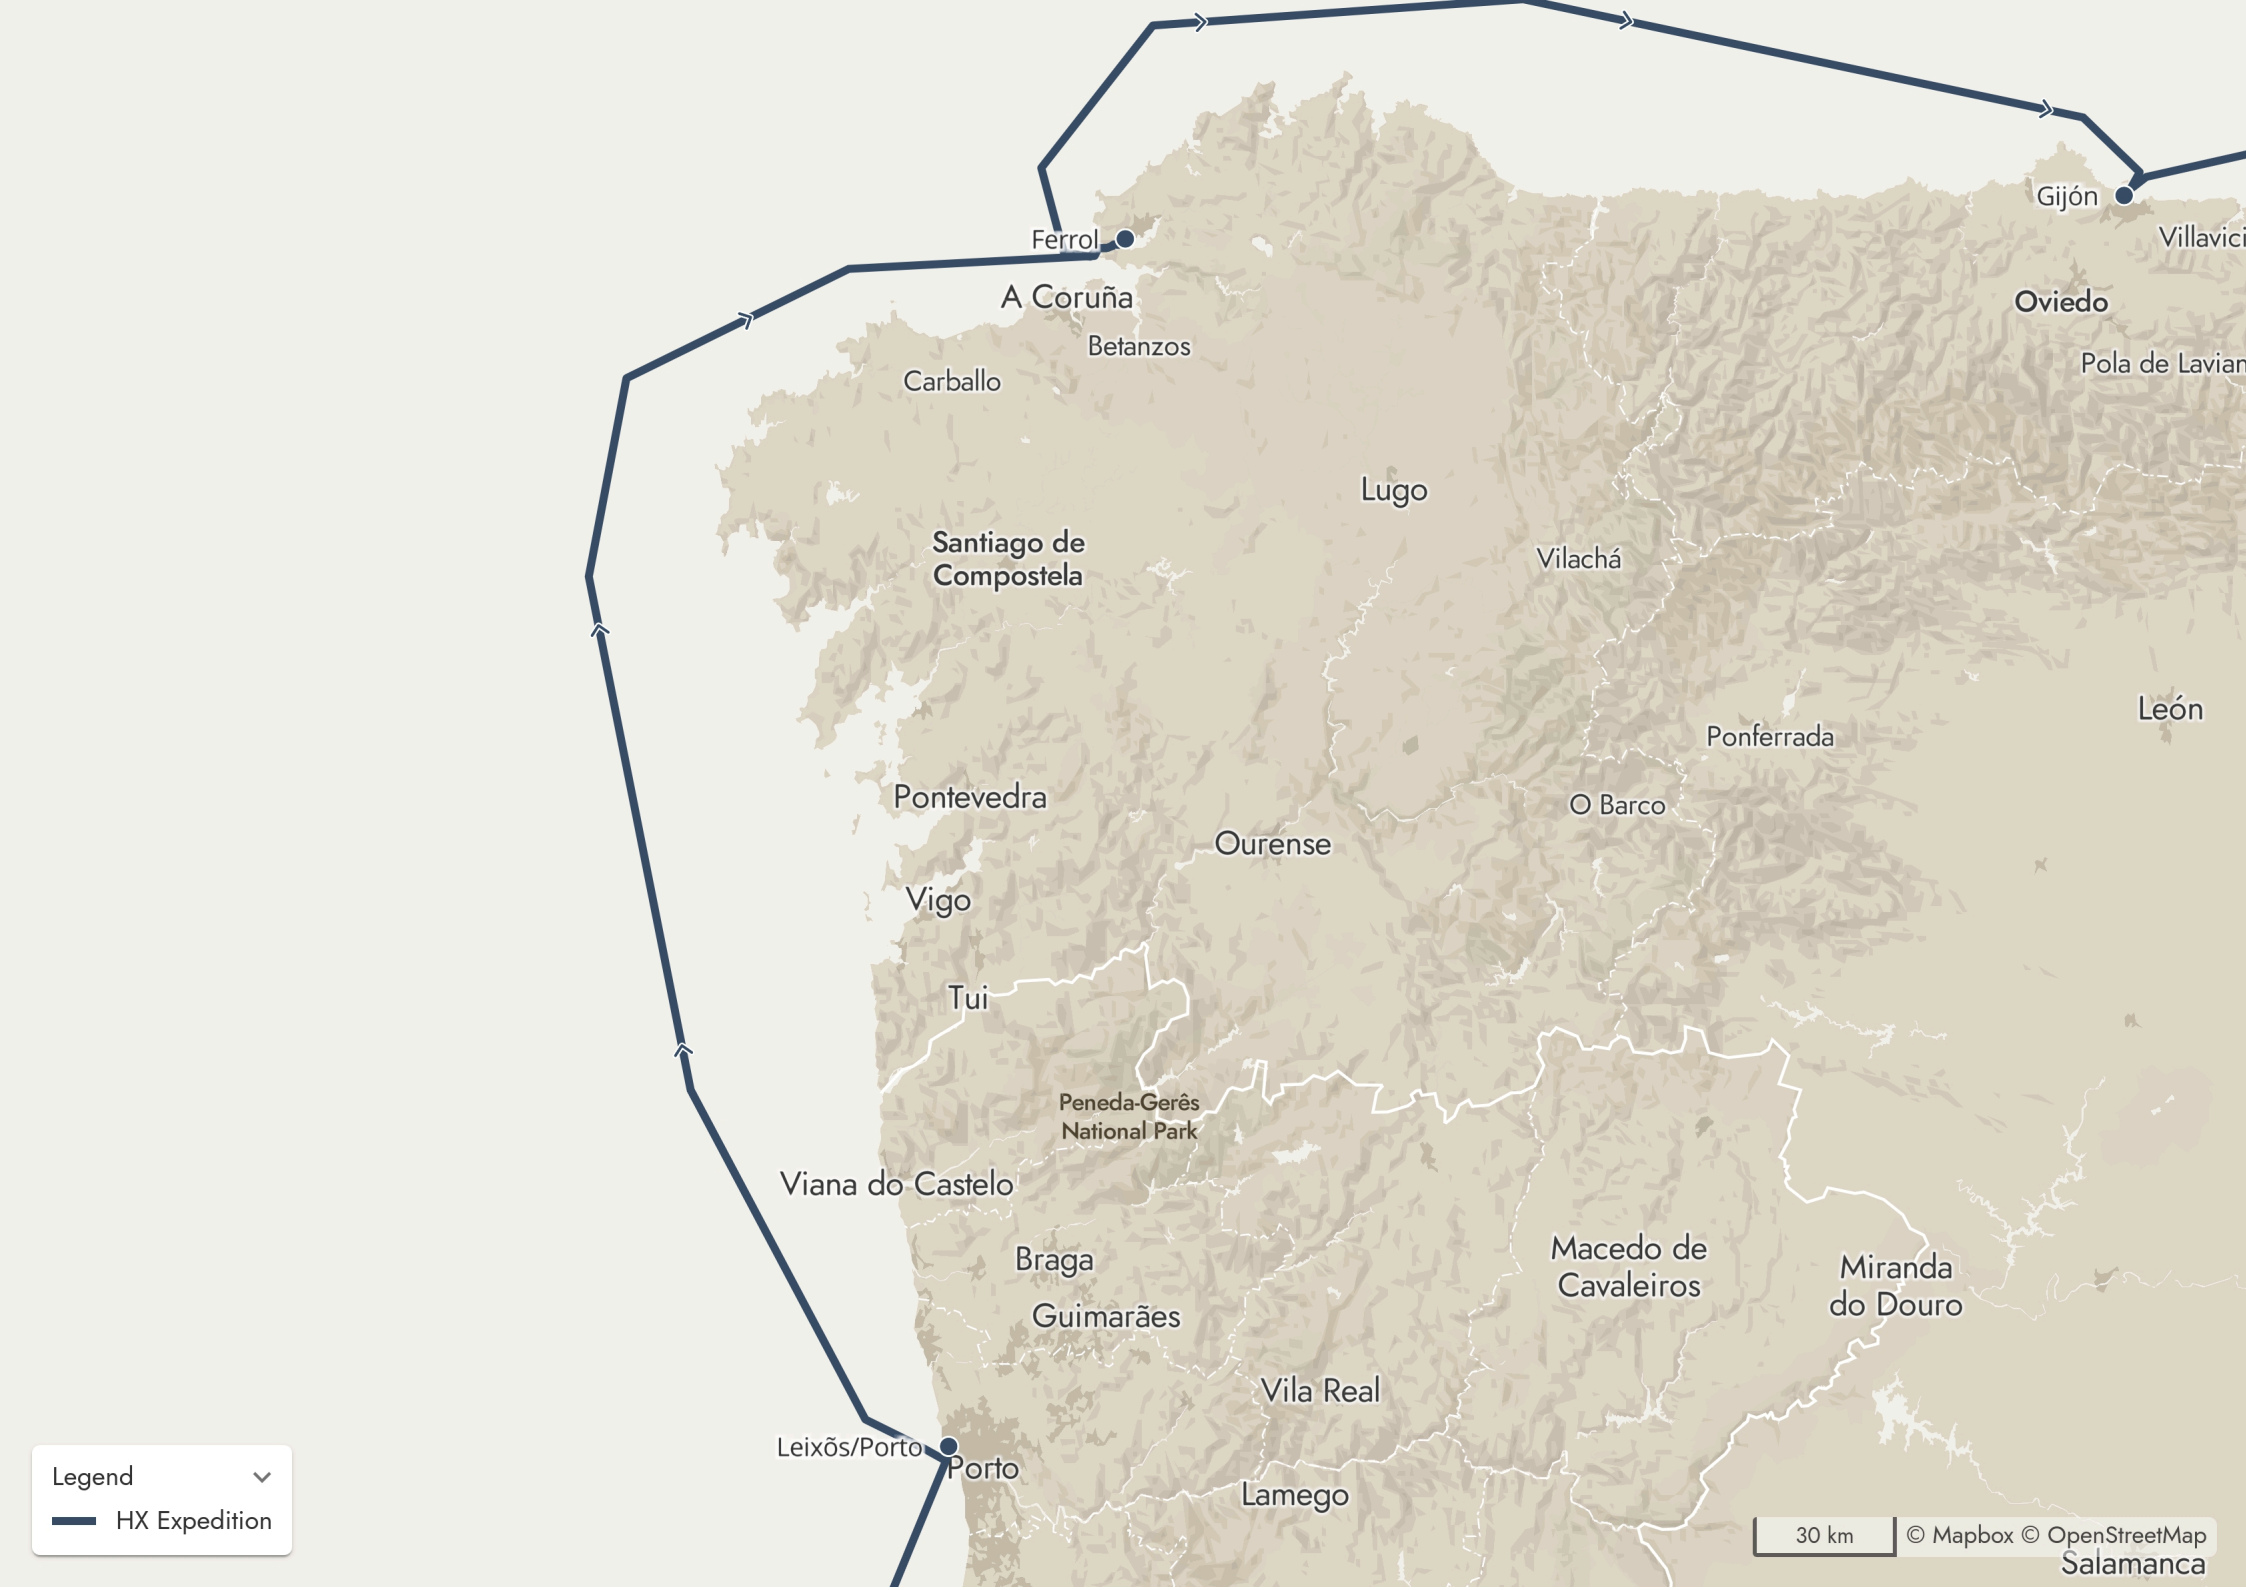 Ferrol
Gijón
Villavici
A Coruña
Oviedo
Betanzos
Pola de Lavian
Carballo
Lugo
Santiago de
Compostela
Vilachá
León
Ponferrada
Pontevedra
O Barco
Ourense
Vigo
Tui
Peneda-Gerês
National Park
Viana do Castelo
Braga
Macedo de
Cavaleiros
Miranda
do Douro
Guimarães
Vila Real
Leixõs/Porto
Porto
Lamego
Legend
HX Expedition
30 km
© Mapbox © OpenStreetMap
Salamanca